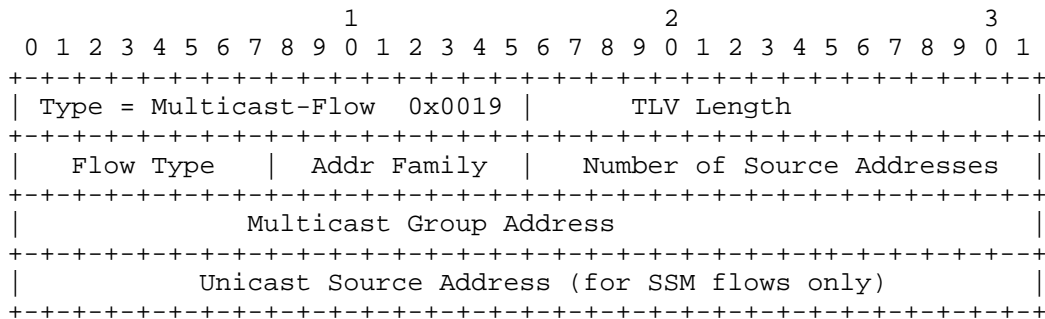 1                   2                   3
 0 1 2 3 4 5 6 7 8 9 0 1 2 3 4 5 6 7 8 9 0 1 2 3 4 5 6 7 8 9 0 1
+-+-+-+-+-+-+-+-+-+-+-+-+-+-+-+-+-+-+-+-+-+-+-+-+-+-+-+-+-+-+-+-+
| Type = Multicast-Flow  0x0019 |      TLV Length               |
+-+-+-+-+-+-+-+-+-+-+-+-+-+-+-+-+-+-+-+-+-+-+-+-+-+-+-+-+-+-+-+-+
|   Flow Type   |  Addr Family  |   Number of Source Addresses  |
+-+-+-+-+-+-+-+-+-+-+-+-+-+-+-+-+-+-+-+-+-+-+-+-+-+-+-+-+-+-+-+-+
|              Multicast Group Address                          |
+-+-+-+-+-+-+-+-+-+-+-+-+-+-+-+-+-+-+-+-+-+-+-+-+-++-+-+-+-+-+--+-+
|           Unicast Source Address (for SSM flows only)         |
+-+-+-+-+-+-+-+-+-+-+-+-+-+-+-+-+-+-+-+-+-+-+-+-+-+-+-+-+-+-+-+-+